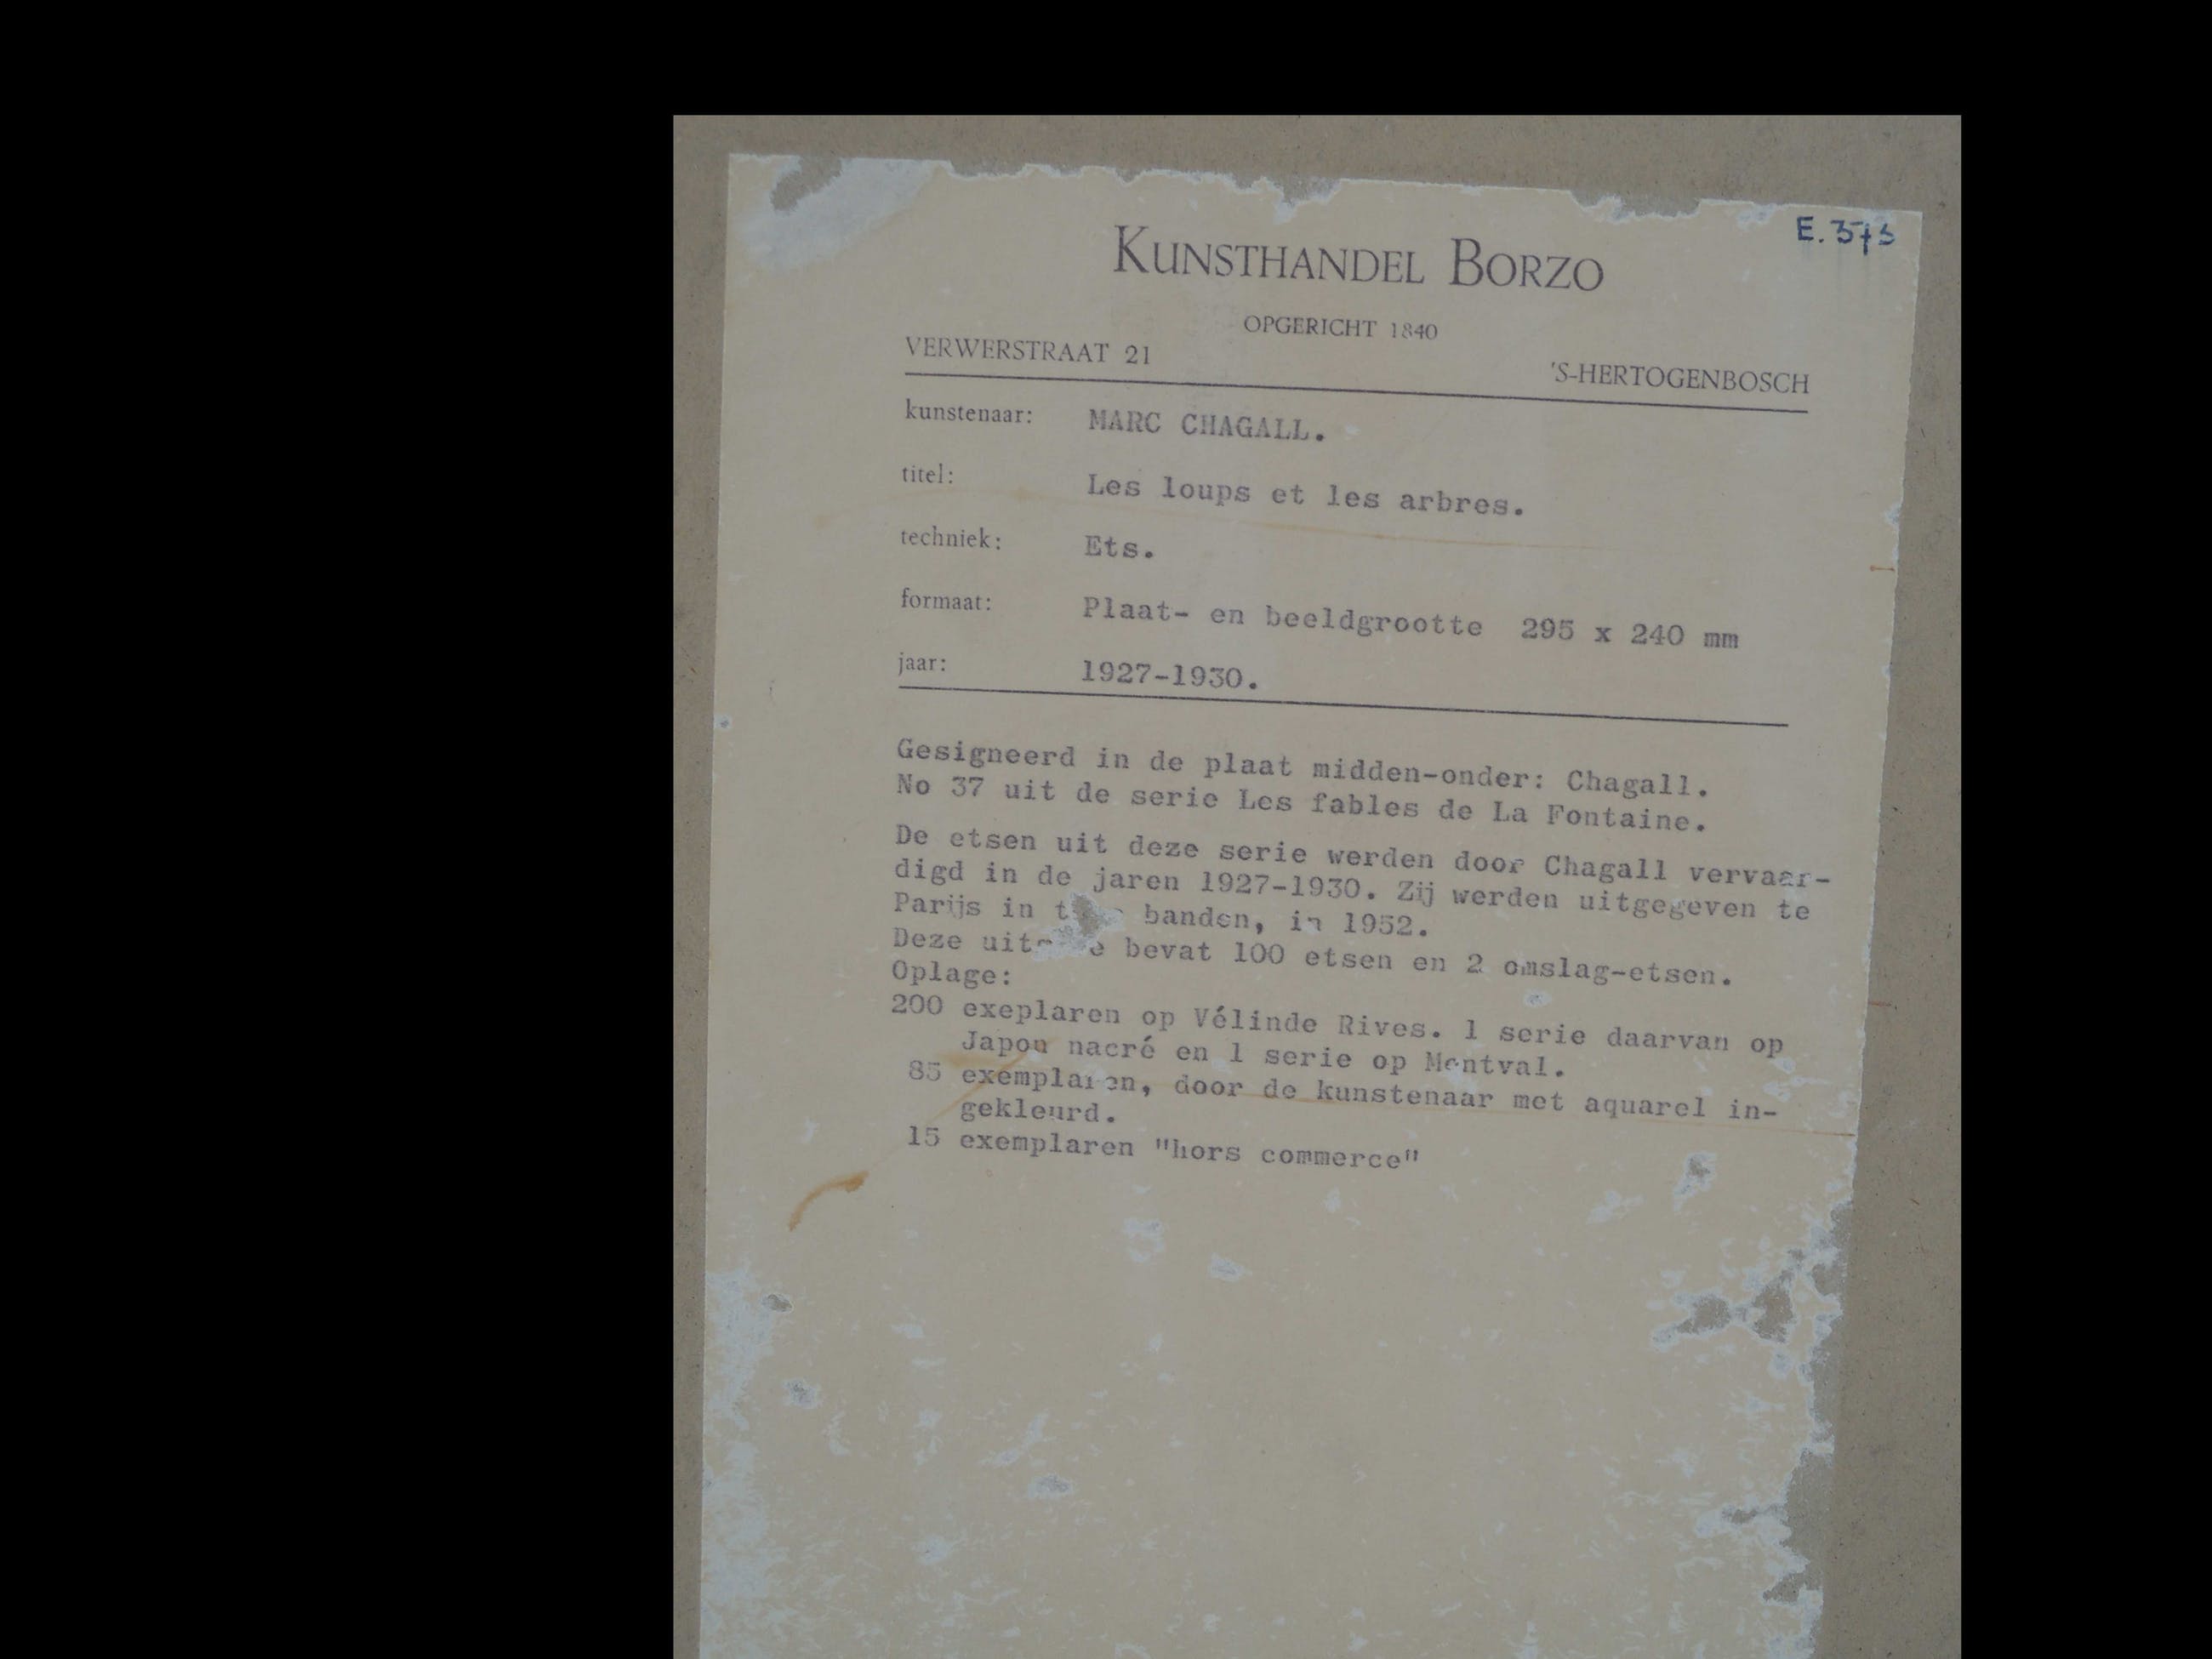 E. 373
KUNSTHANDEL BORZO
OPGERICHT 1840
VERWERSTRAAT 21 'S-HERTOGENBOSCH
kunstenaar: MARC CHAGALL.
titel: Les loups et les arbres.
techniek: Ets.
formaat: Plaat- en beeldgrootte 295 x 240 mm
jaar: 1927-1930.
Gesigneerd in de plaat midden-onder: Chagall.
No 37 uit de serie Les fables de La Fontaine.
De etsen uit deze serie werden door Chagall vervaar-
digd in de jaren 1927-1930. Zij werden uitgegeven te
Parijs in banden, in 1952.
Deze bevat 100 etsen en 2 omslag-etsen.
Oplage:
200 exeplaren op Vélinde Rives. 1 serie daarvan op
Japon nacré en 1 serie op Montval.
85 exemplaren, door de kunstenaar met aquarel in-
gekleurd.
15 exemplaren "hors commerce"